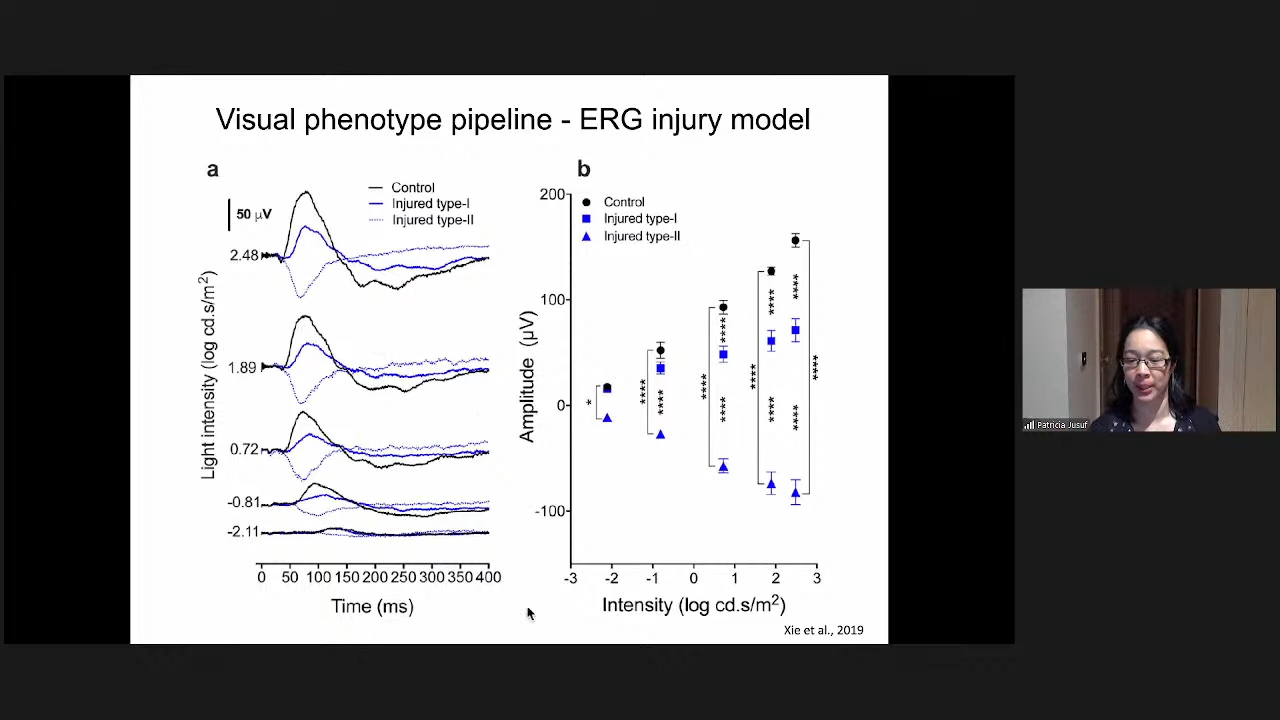 Visual phenotype pipeline - ERG injury model
a
Control
Injured type-I
Injured type-II
50 µV
2.48
1.89
0.72
-0.81
-2.11
Light intensity (log cd.s/m²)
0 50 100 150 200 250 300 350 400
Time (ms)
b
Control
Injured type-I
Injured type-II
200
100
0
-100
Amplitude (µV)
*
****
****
****
****
****
****
****
****
****
****
****
****
-3 -2 -1 0 1 2 3
Intensity (log cd.s/m²)
Xie et al., 2019
Patricia Jusuf